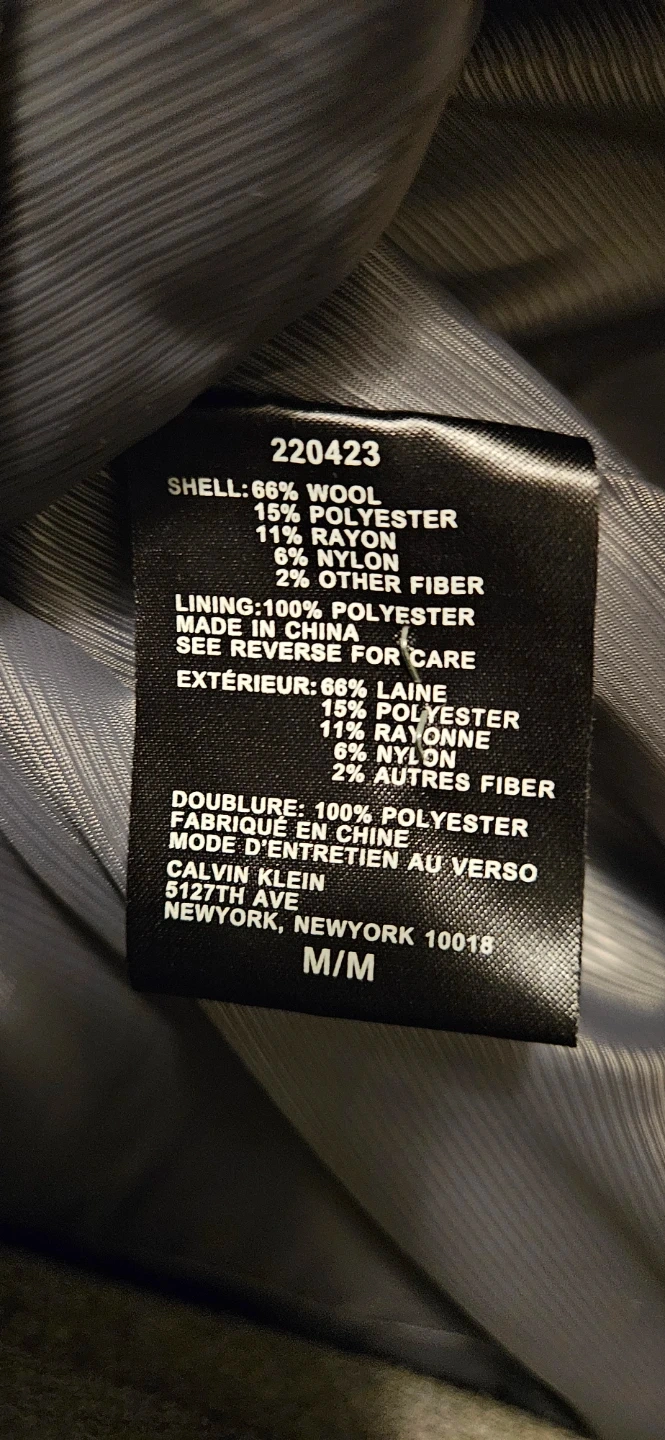 220423
SHELL: 66% WOOL
15% POLYESTER
11% RAYON
6% NYLON
2% OTHER FIBER
LINING:100% POLYESTER
MADE IN CHINA
SEE REVERSE FOR CARE
EXTÉRIEUR: 66% LAINE
15% POLYESTER
11% RAYONNE
6% NYLON
2% AUTRES FIBER
DOUBLURE: 100% POLYESTER
FABRIQUÉ EN CHINE
MODE D'ENTRETIEN AU VERSO
CALVIN KLEIN
5127TH AVE
NEWYORK, NEWYORK 10018
M/M